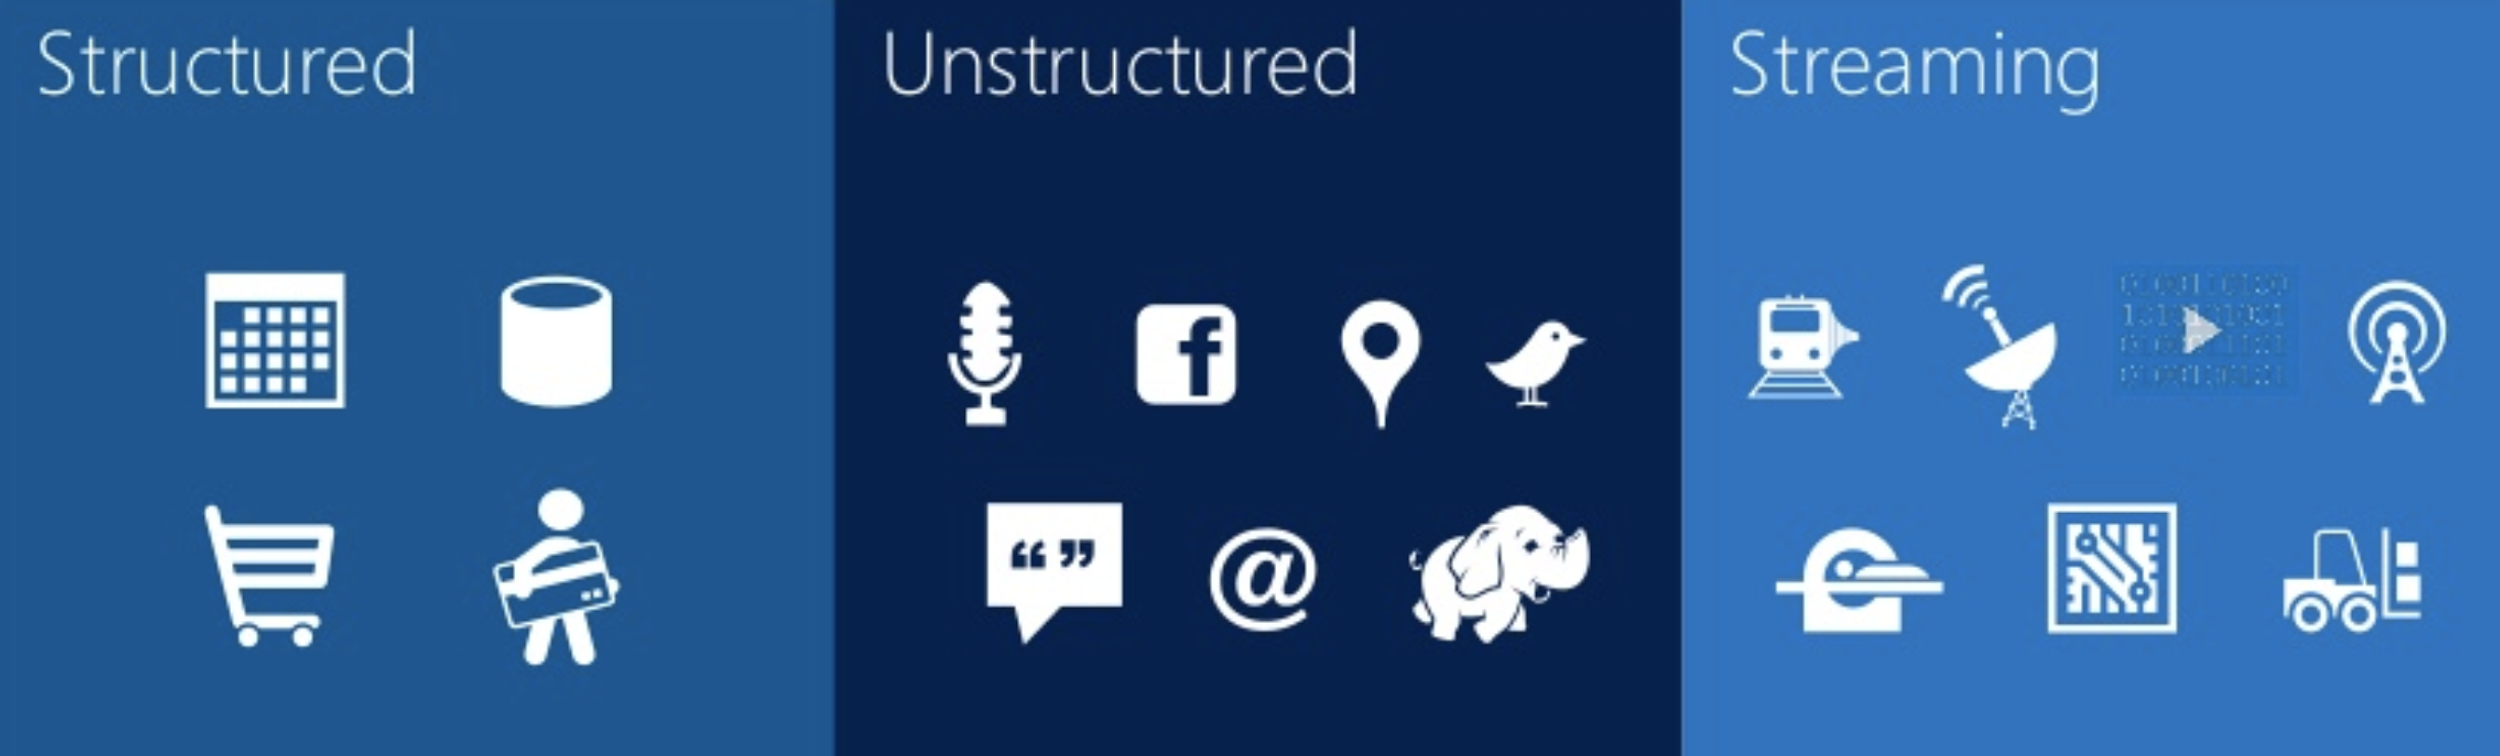 Structured
Unstructured
Streaming
f
“ ”
@